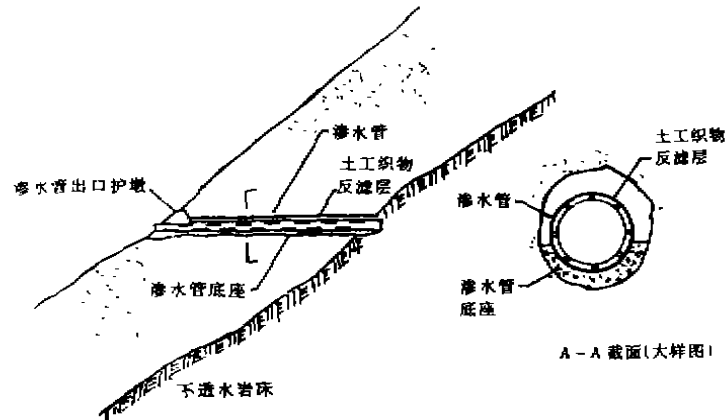 渗水管
土工织物
反滤层
渗水管出口护墩
渗水管底座
不透水岩床
土工织物
反滤层
渗水管
渗水管
底座
A-A 截面(大样图)